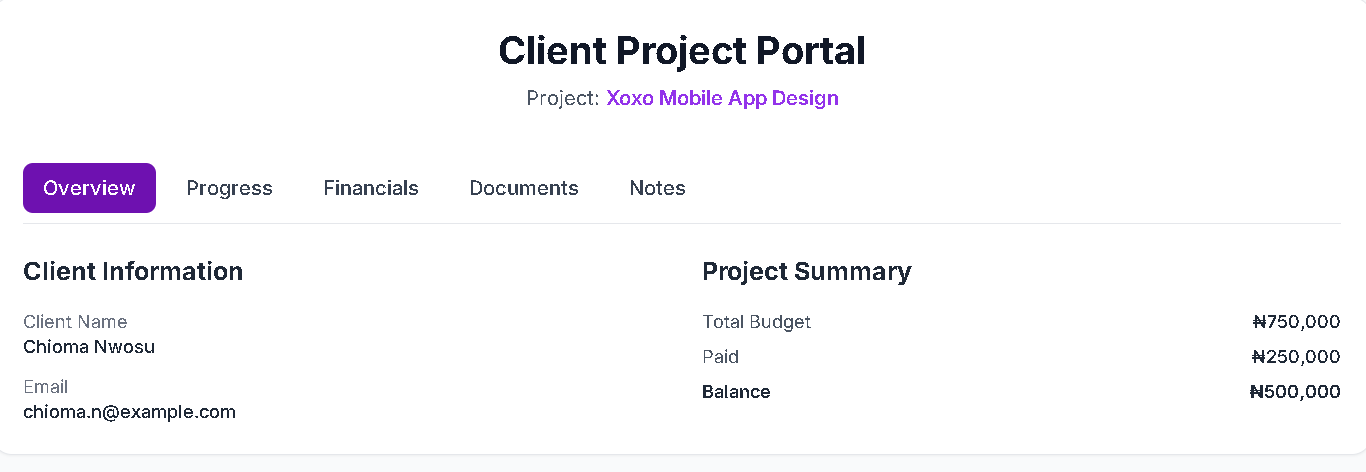 Client Project Portal
Project: Xoxo Mobile App Design
Overview Progress Financials Documents Notes
Client Information
Client Name
Chioma Nwosu
Email
chioma.n@example.com
Project Summary
Total Budget ₦750,000
Paid ₦250,000
Balance ₦500,000